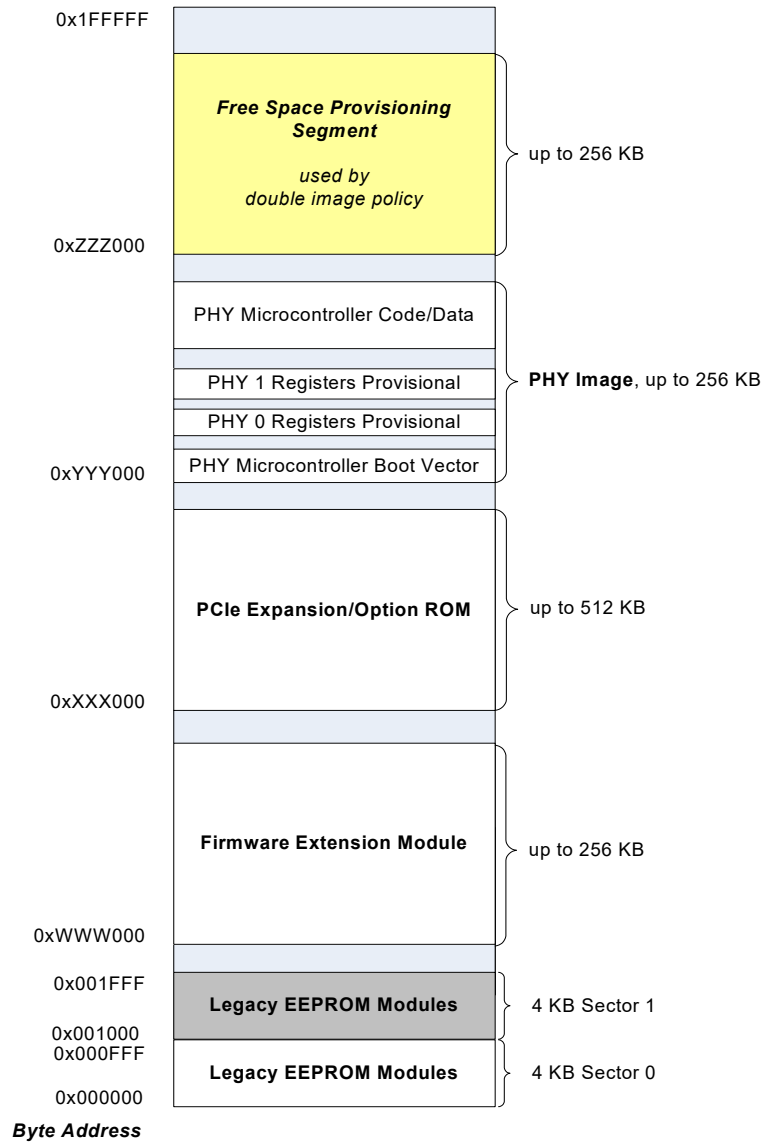 0x1FFFFF
Free Space Provisioning
Segment
used by
double image policy
up to 256 KB
0xZZZ000
PHY Microcontroller Code/Data
PHY 1 Registers Provisional
PHY Image, up to 256 KB
PHY 0 Registers Provisional
PHY Microcontroller Boot Vector
0xYYY000
PCIe Expansion/Option ROM
up to 512 KB
0xXXX000
Firmware Extension Module
up to 256 KB
0xWWW000
0x001FFF
Legacy EEPROM Modules
4 KB Sector 1
0x001000
0x000FFF
Legacy EEPROM Modules
4 KB Sector 0
0x000000
Byte Address